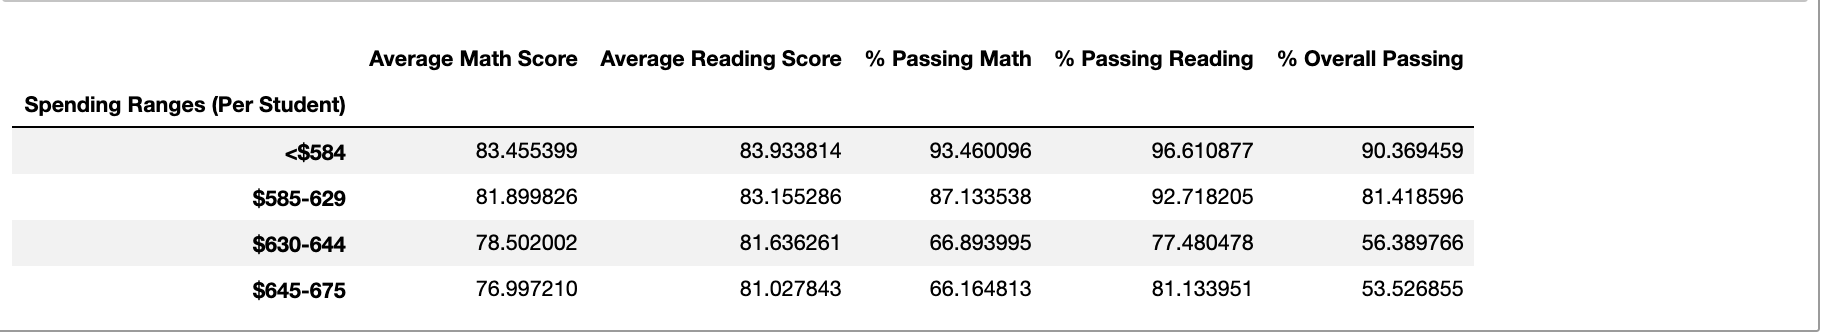 Average Math Score Average Reading Score % Passing Math % Passing Reading % Overall Passing
Spending Ranges (Per Student)
<$584 83.455399 83.933814 93.460096 96.610877 90.369459
$585-629 81.899826 83.155286 87.133538 92.718205 81.418596
$630-644 78.502002 81.636261 66.893995 77.480478 56.389766
$645-675 76.997210 81.027843 66.164813 81.133951 53.526855